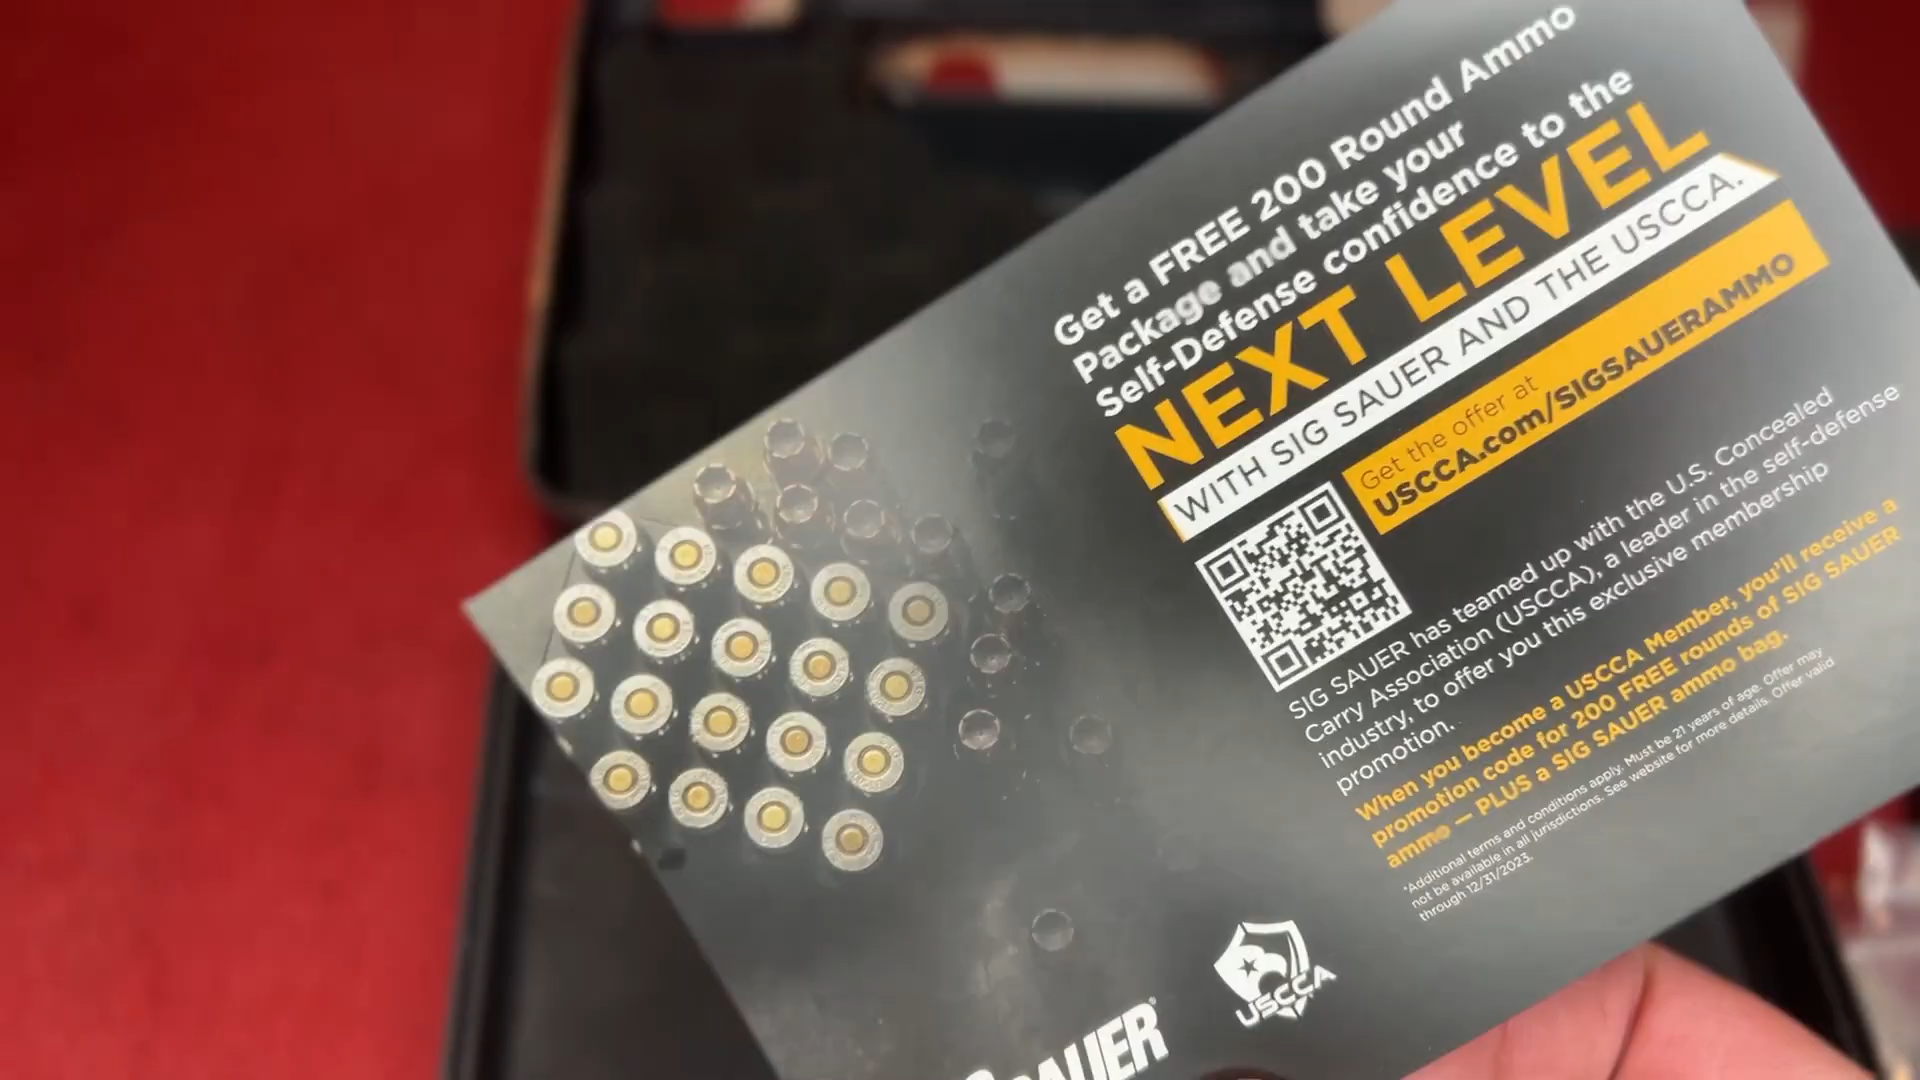 Get a FREE 200 Round Ammo
Package and take your
Self-Defense confidence to the
NEXT LEVEL
WITH SIG SAUER AND THE USCCA.
Get the offer at
USCCA.com/SIGSAUERAMMO
SIG SAUER has teamed up with the U.S. Concealed
Carry Association (USCCA), a leader in the self-defense
industry, to offer you this exclusive membership
promotion.
When you become a USCCA Member, you'll receive a
promotion code for 200 FREE rounds of SIG SAUER
ammo — PLUS a SIG SAUER ammo bag.
*Additional terms and conditions apply. Must be 21 years of age. Offer may
not be available in all jurisdictions. See website for more details. Offer valid
through 12/31/2023.
SAUER
USCCA